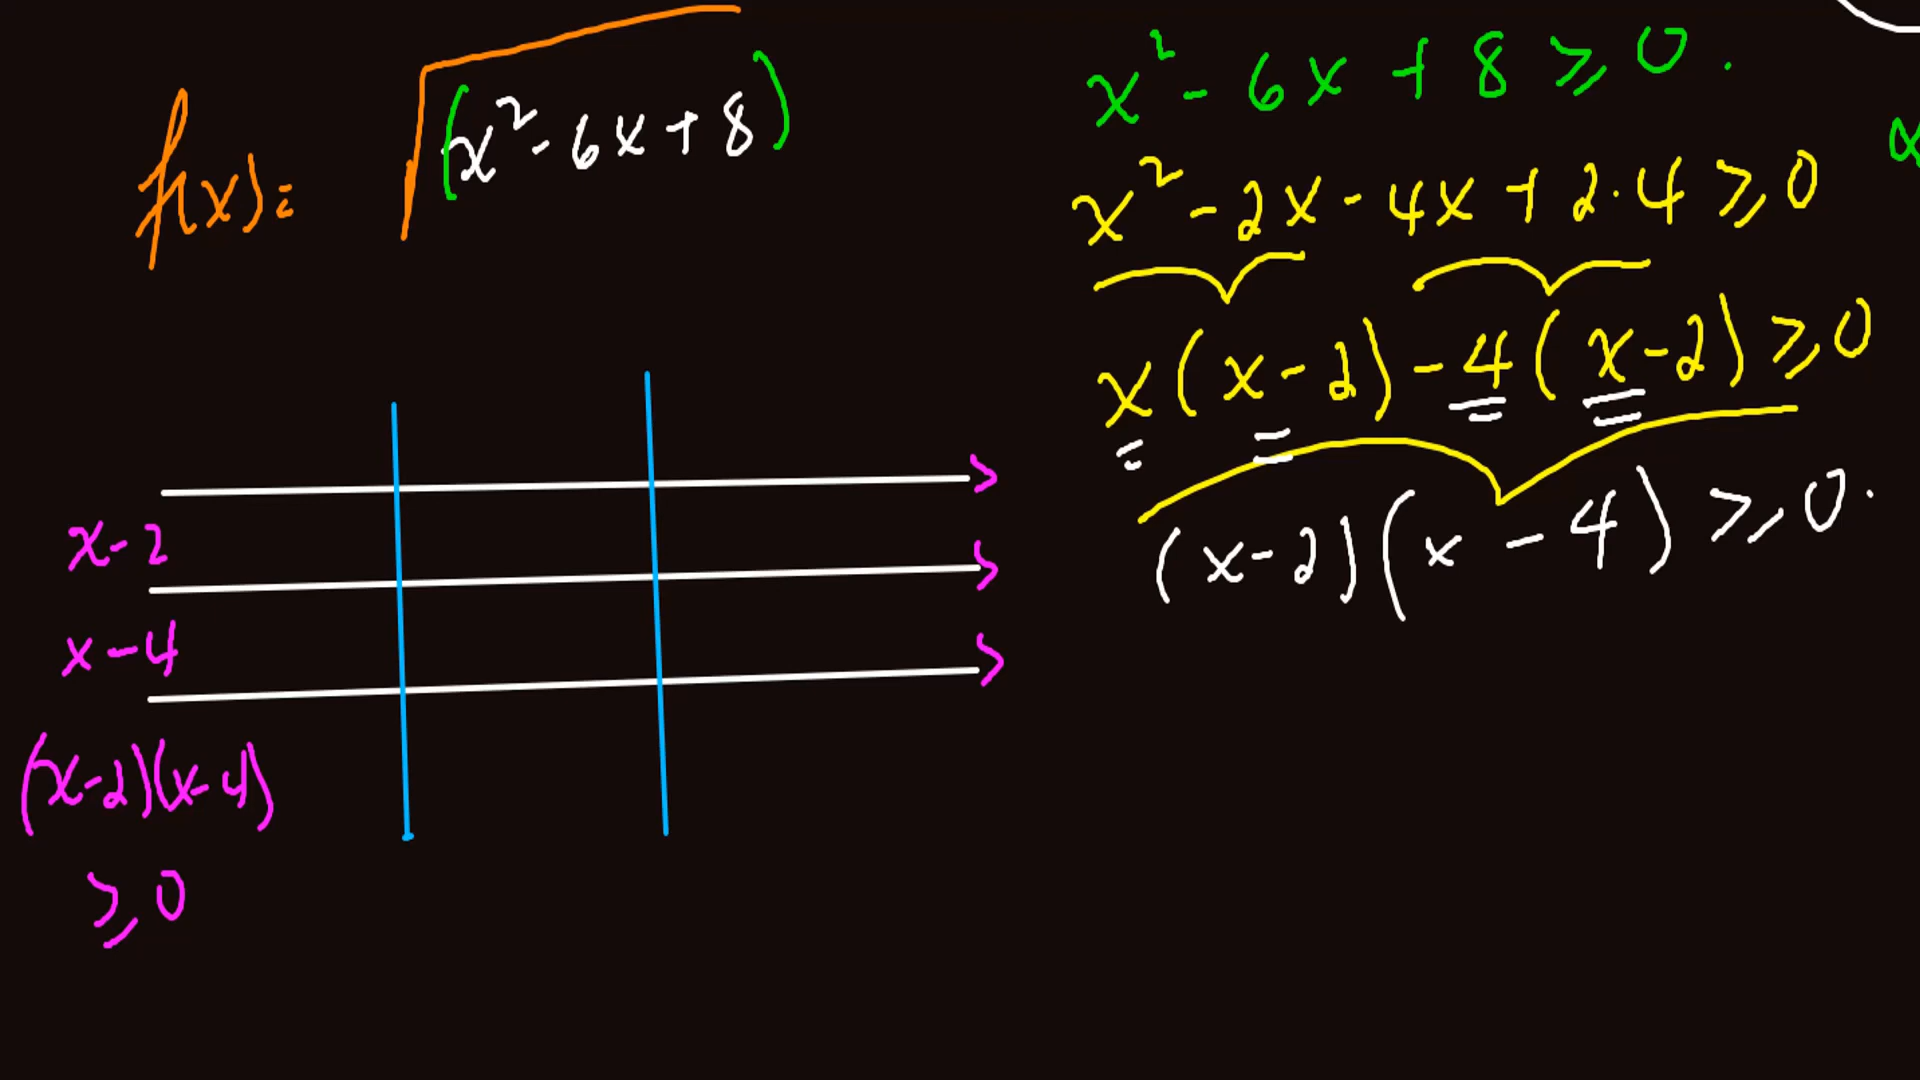 f(x)= √(x²-6x+8)
x²-6x+8≥0.
x²-2x-4x+2·4≥0
x(x-2)-4(x-2)≥0
(x-2)(x-4)≥0.
x-2
x-4
(x-2)(x-4)
≥0